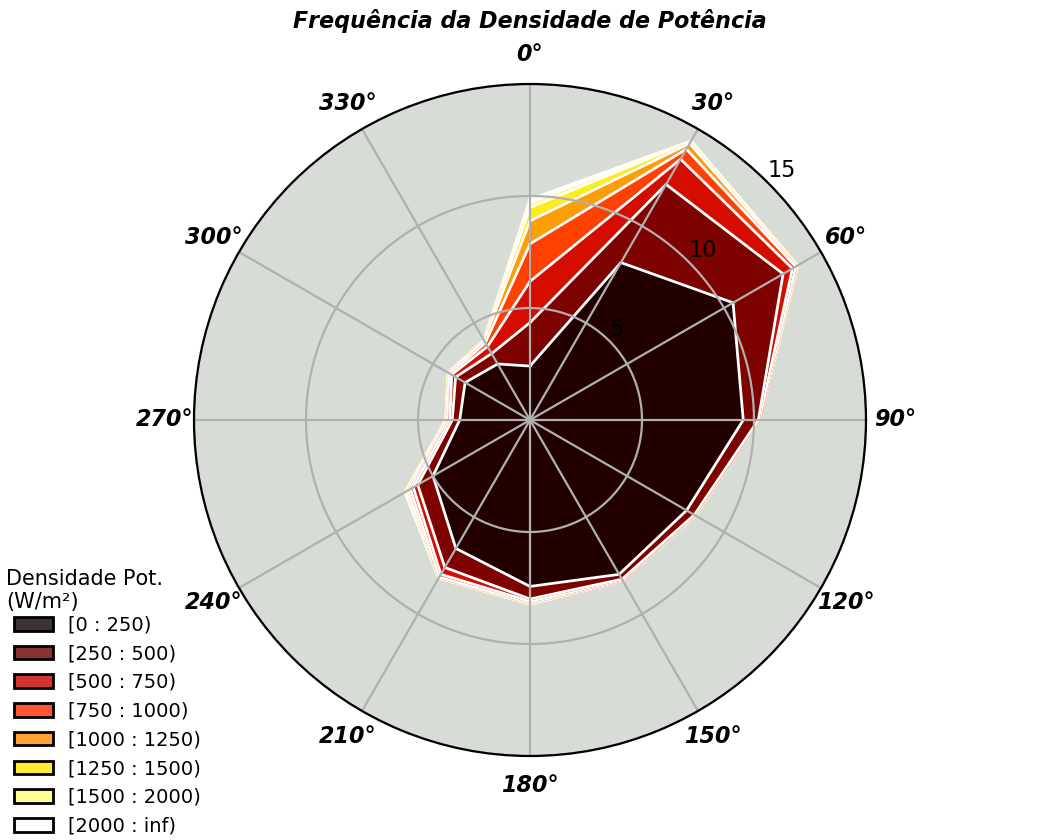 Frequência da Densidade de Potência
0°
330°
30°
15
300°
60°
10
5
270°
90°
Densidade Pot.
(W/m²)
240°
120°
[0 : 250)
[250 : 500)
[500 : 750)
[750 : 1000)
210°
150°
[1000 : 1250)
[1250 : 1500)
180°
[1500 : 2000)
[2000 : inf)